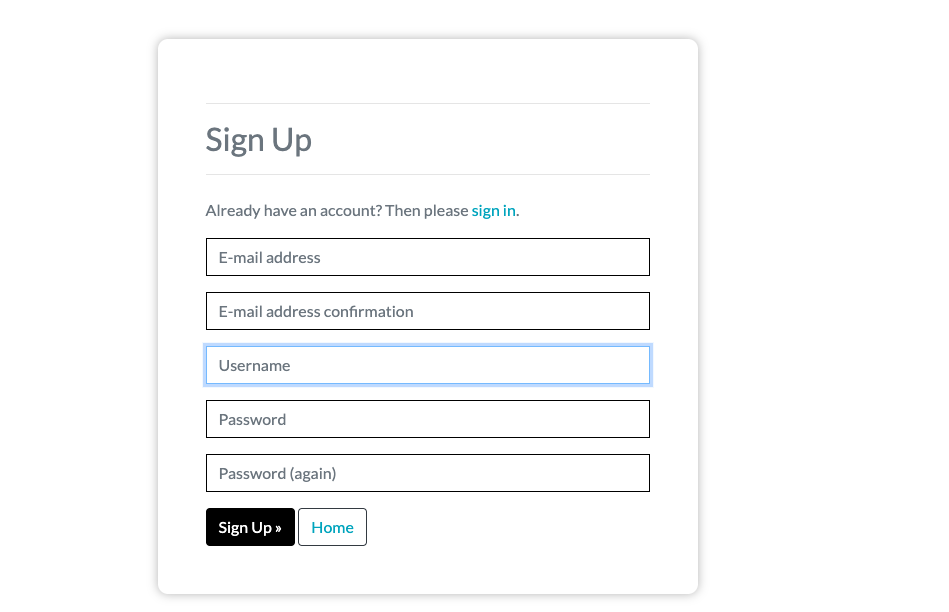 Sign Up
Already have an account? Then please sign in.
E-mail address
E-mail address confirmation
Username
Password
Password (again)
Sign Up » Home